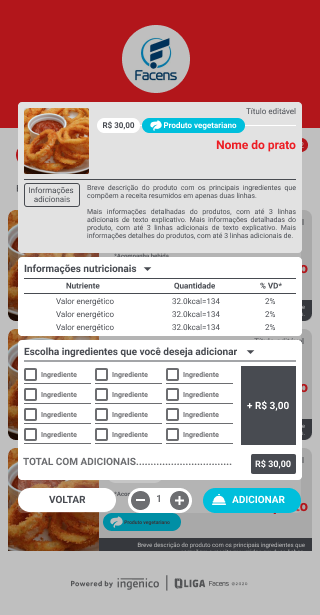 Facens
Título editável
R$ 30,00
Produto vegetariano
Nome do prato
Informações
adicionais
Breve descrição do produto com os principais ingredientes que
compõem a receita resumidos em apenas duas linhas.
Mais informações detalhadas do produto, com até 3 linhas
adicionais de texto explicativo. Mais informações detalhadas do
produto, com até 3 linhas adicionais de texto explicativo. Mais
informações detalhes do produtos, com até 3 linhas adicionais de.
*Acompanha bebida
Informações nutricionais
Nutriente Quantidade % VD*
Valor energético 32.0kcal=134 2%
Valor energético 32.0kcal=134 2%
Valor energético 32.0kcal=134 2%
Escolha ingredientes que você deseja adicionar
Ingrediente Ingrediente Ingrediente
Ingrediente Ingrediente Ingrediente
Ingrediente Ingrediente Ingrediente
Ingrediente Ingrediente Ingrediente
+ R$ 3,00
TOTAL COM ADICIONAIS................................ R$ 30,00
VOLTAR
1
ADICIONAR
Produto vegetariano
Breve descrição do produto com os principais ingredientes que
Powered by ingenico | LIGA Facens @2020